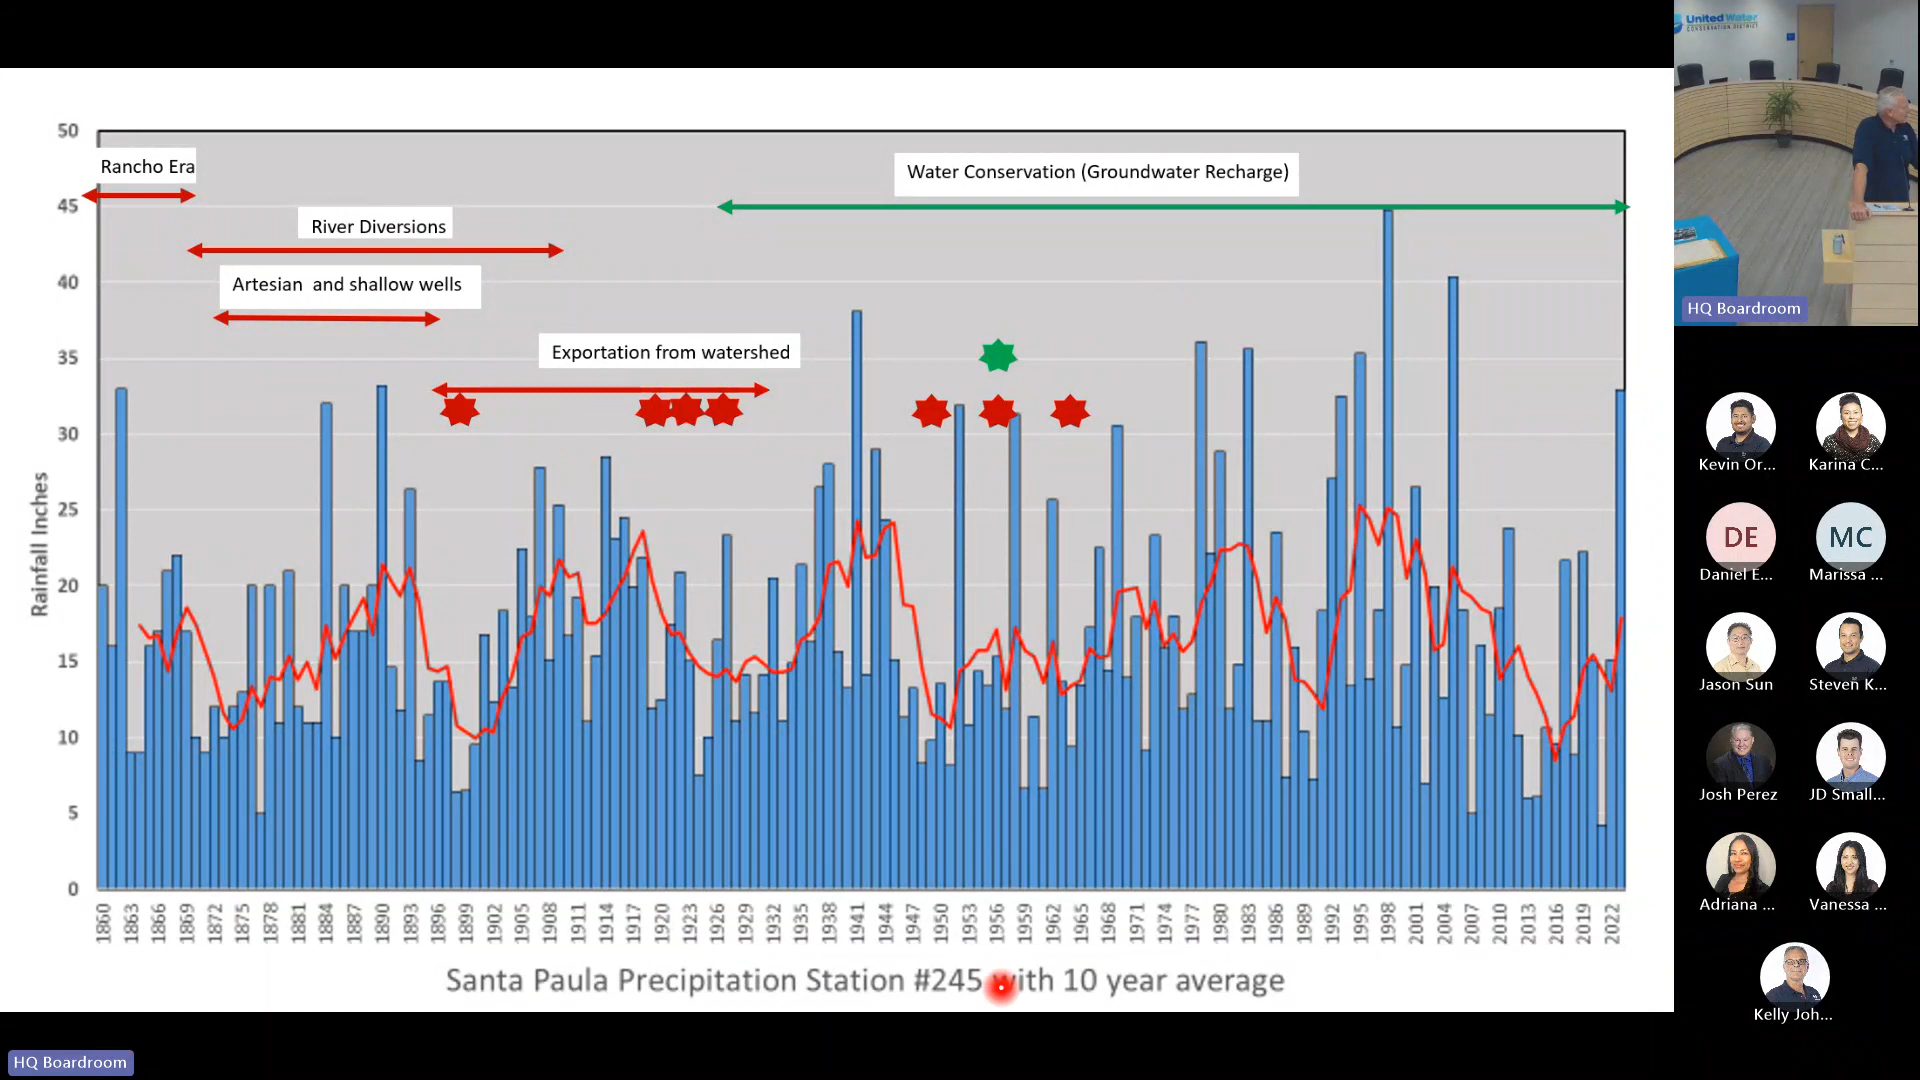 50
45
40
35
30
25
20
15
10
5
0
Rainfall Inches
Rancho Era
River Diversions
Artesian and shallow wells
Exportation from watershed
Water Conservation (Groundwater Recharge)
1860 1863 1866 1869 1872 1875 1878 1881 1884 1887 1890 1893 1896 1899 1902 1905 1908 1911 1914 1917 1920 1923 1926 1929 1932 1935 1938 1941 1944 1947 1950 1953 1956 1959 1962 1965 1968 1971 1974 1977 1980 1983 1986 1989 1992 1995 1998 2001 2004 2007 2010 2013 2016 2019 2022
Santa Paula Precipitation Station #245 with 10 year average
HQ Boardroom
United Water
CONSERVATION DISTRICT
HQ Boardroom
Kevin Or...
Karina C...
DE
MC
Daniel E...
Marissa ...
Jason Sun
Steven K...
Josh Perez
JD Small...
Adriana ...
Vanessa ...
Kelly Joh...